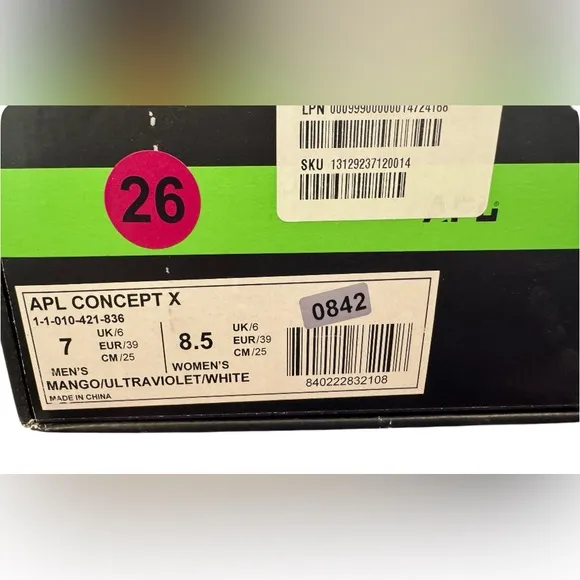 LPN 0009990000014724168
SKU 13129237120014
26
APL
APL CONCEPT X
1-1-010-421-836
7 UK/6 EUR/39 CM/25 MEN'S
8.5 UK/6 EUR/39 CM/25 WOMEN'S
0842
MANGO/ULTRAVIOLET/WHITE
840222832108
MADE IN CHINA